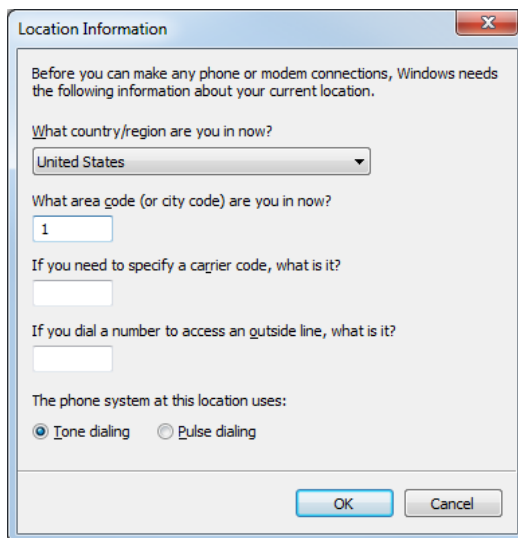 Location Information
Before you can make any phone or modem connections, Windows needs
the following information about your current location.
What country/region are you in now?
United States
What area code (or city code) are you in now?
1
If you need to specify a carrier code, what is it?
If you dial a number to access an outside line, what is it?
The phone system at this location uses:
Tone dialing Pulse dialing
OK Cancel